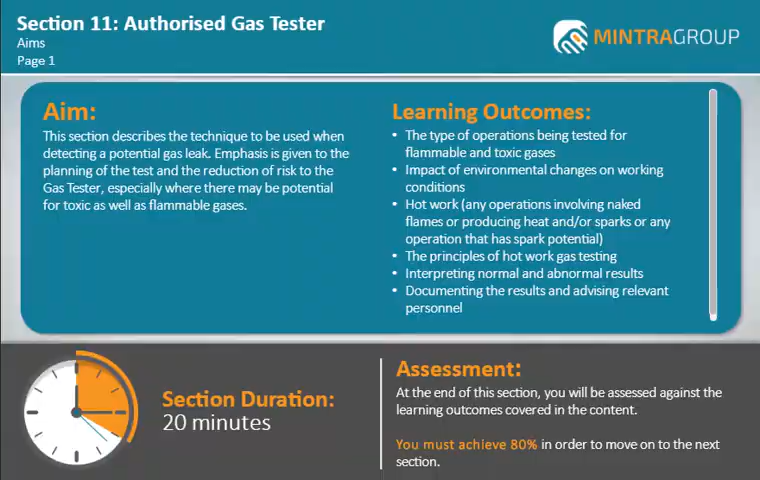 Section 11: Authorised Gas Tester
Aims
Page 1
MINTRAGROUP
Aim:
This section describes the technique to be used when
detecting a potential gas leak. Emphasis is given to the
planning of the test and the reduction of risk to the
Gas Tester, especially where there may be potential
for toxic as well as flammable gases.
Learning Outcomes:
• The type of operations being tested for
flammable and toxic gases
• Impact of environmental changes on working
conditions
• Hot work (any operations involving naked
flames or producing heat and/or sparks or any
operation that has spark potential)
• The principles of hot work gas testing
• Interpreting normal and abnormal results
• Documenting the results and advising relevant
personnel
Section Duration:
20 minutes
Assessment:
At the end of this section, you will be assessed against the
learning outcomes covered in the content.
You must achieve 80% in order to move on to the next
section.